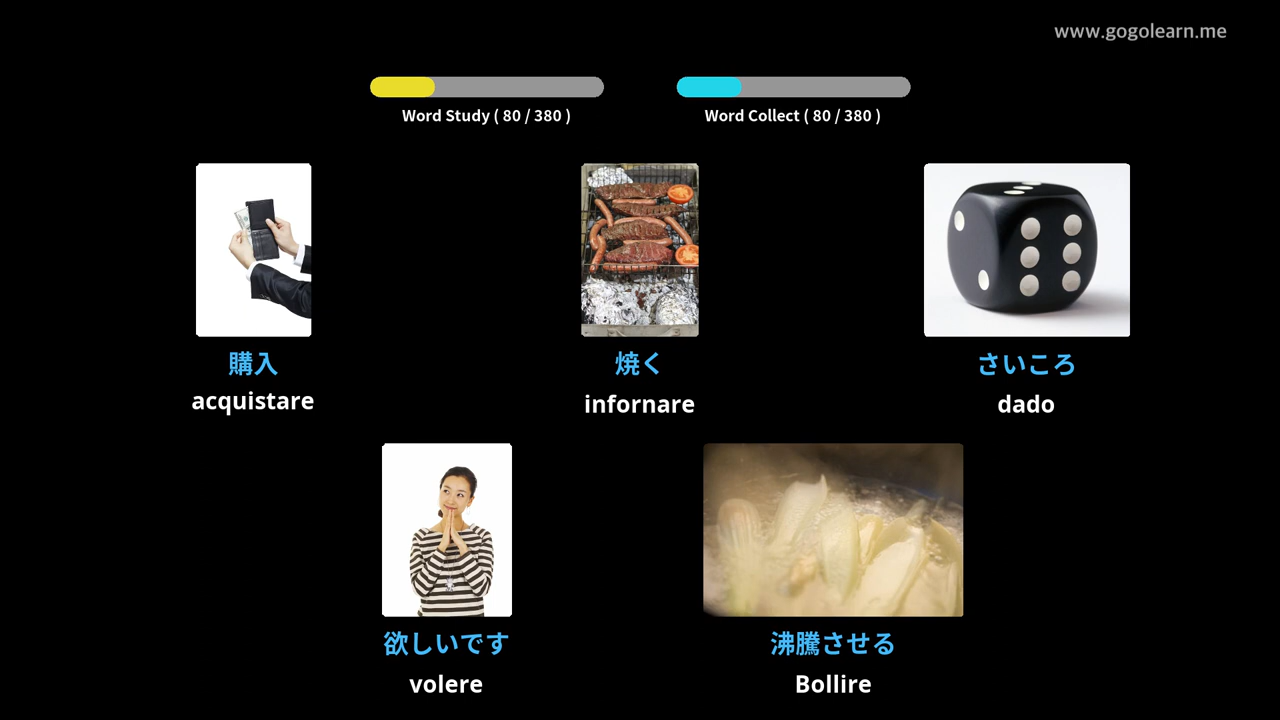 www.gogolearn.me
Word Study ( 80 / 380 )
Word Collect ( 80 / 380 )
購入
acquistare
焼く
infornare
さいころ
dado
欲しいです
volere
沸騰させる
Bollire